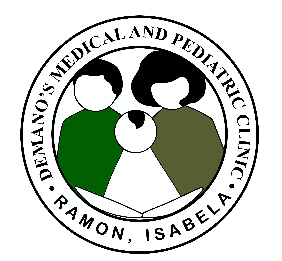 DEMANO'S MEDICAL AND PEDIATRIC CLINIC
• RAMON, ISABELA •